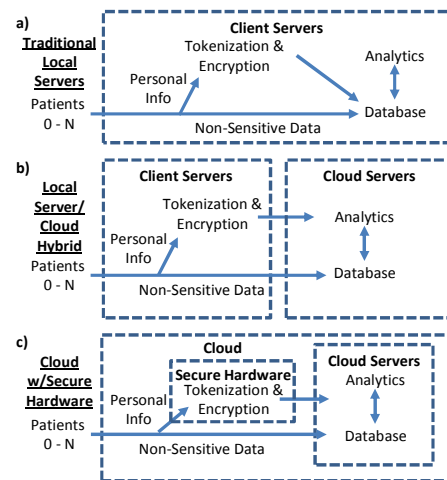 a)
Traditional
Local
Servers
Patients
0 - N
Client Servers
Tokenization &
Encryption
Personal
Info
Analytics
Database
Non-Sensitive Data
b)
Local
Server/
Cloud
Hybrid
Patients
0 - N
Client Servers
Tokenization &
Encryption
Personal
Info
Non-Sensitive Data
Cloud Servers
Analytics
Database
c)
Cloud
w/Secure
Hardware
Patients
0 - N
Cloud
Secure Hardware
Tokenization &
Encryption
Personal
Info
Non-Sensitive Data
Cloud Servers
Analytics
Database